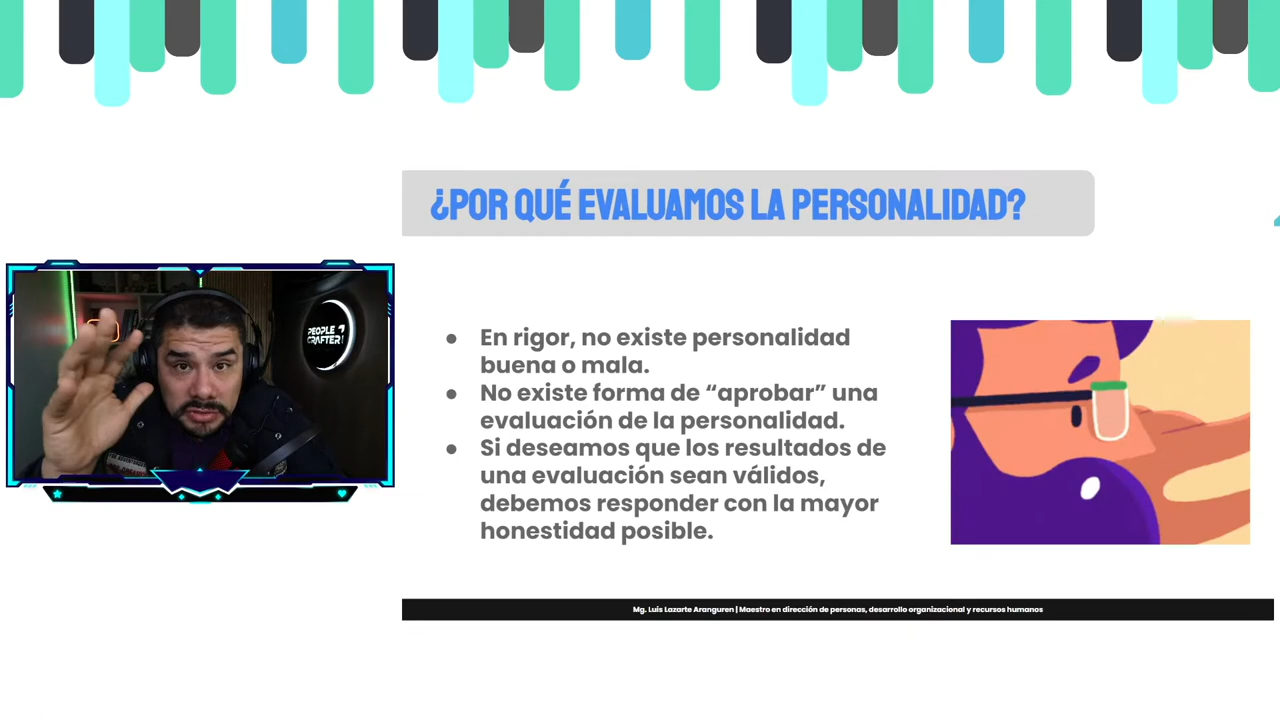 ¿POR QUÉ EVALUAMOS LA PERSONALIDAD?
PEOPLE
CRAFTER
● En rigor, no existe personalidad
buena o mala.
● No existe forma de “aprobar” una
evaluación de la personalidad.
● Si deseamos que los resultados de
una evaluación sean válidos,
debemos responder con la mayor
honestidad posible.
Mg. Luis Lazarte Aranguren | Maestro en dirección de personas, desarrollo organizacional y recursos humanos